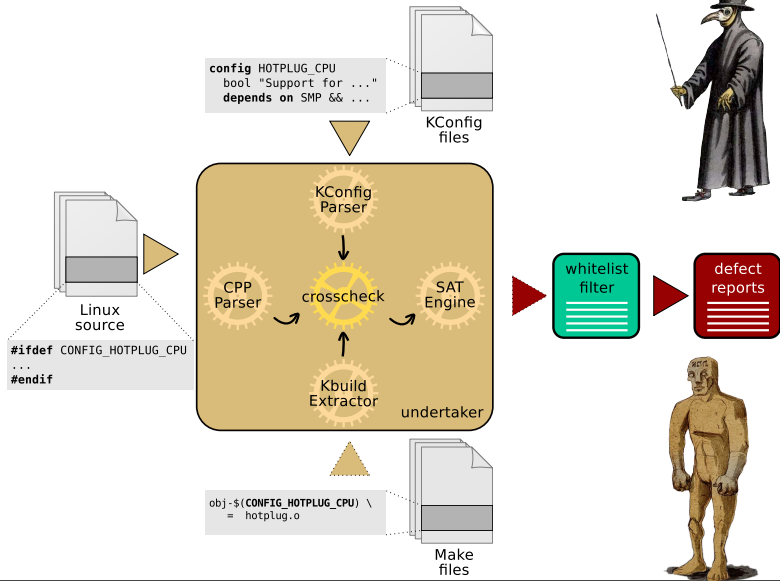 config HOTPLUG_CPU
bool "Support for ..."
depends on SMP && ...
KConfig
files
KConfig
Parser
Linux
source
#ifdef CONFIG_HOTPLUG_CPU
...
#endif
CPP
Parser
crosscheck
SAT
Engine
Kbuild
Extractor
undertaker
whitelist
filter
defect
reports
obj-$(CONFIG_HOTPLUG_CPU) \
= hotplug.o
Make
files